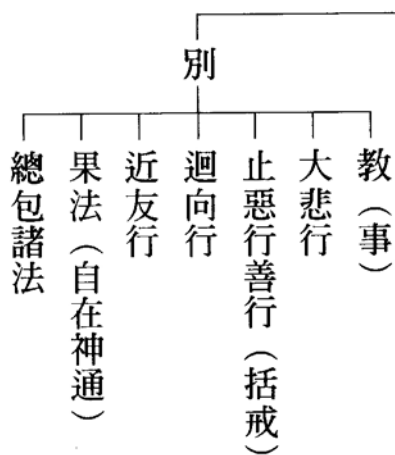 別
教（事）
大悲行
止惡行善行（括戒）
迴向行
近友行
果法（自在神通）
總包諸法